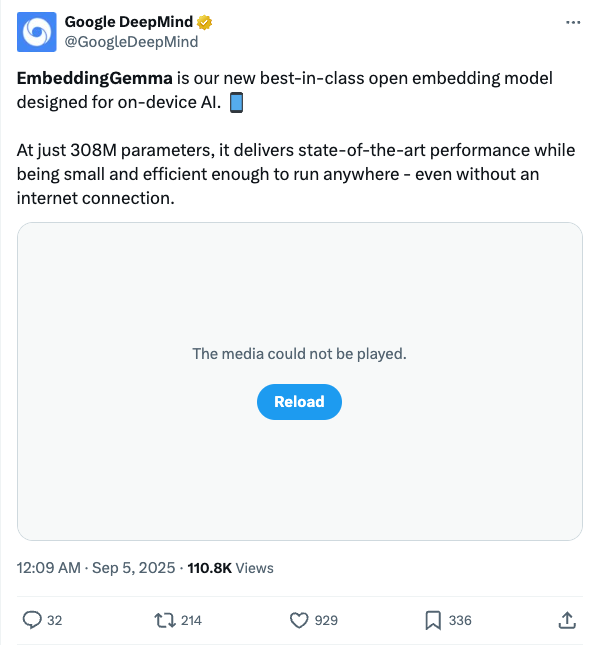 Google DeepMind
@GoogleDeepMind
EmbeddingGemma is our new best-in-class open embedding model
designed for on-device AI. 📱
At just 308M parameters, it delivers state-of-the-art performance while
being small and efficient enough to run anywhere - even without an
internet connection.
The media could not be played.
Reload
12:09 AM · Sep 5, 2025 · 110.8K Views
32 214 929 336